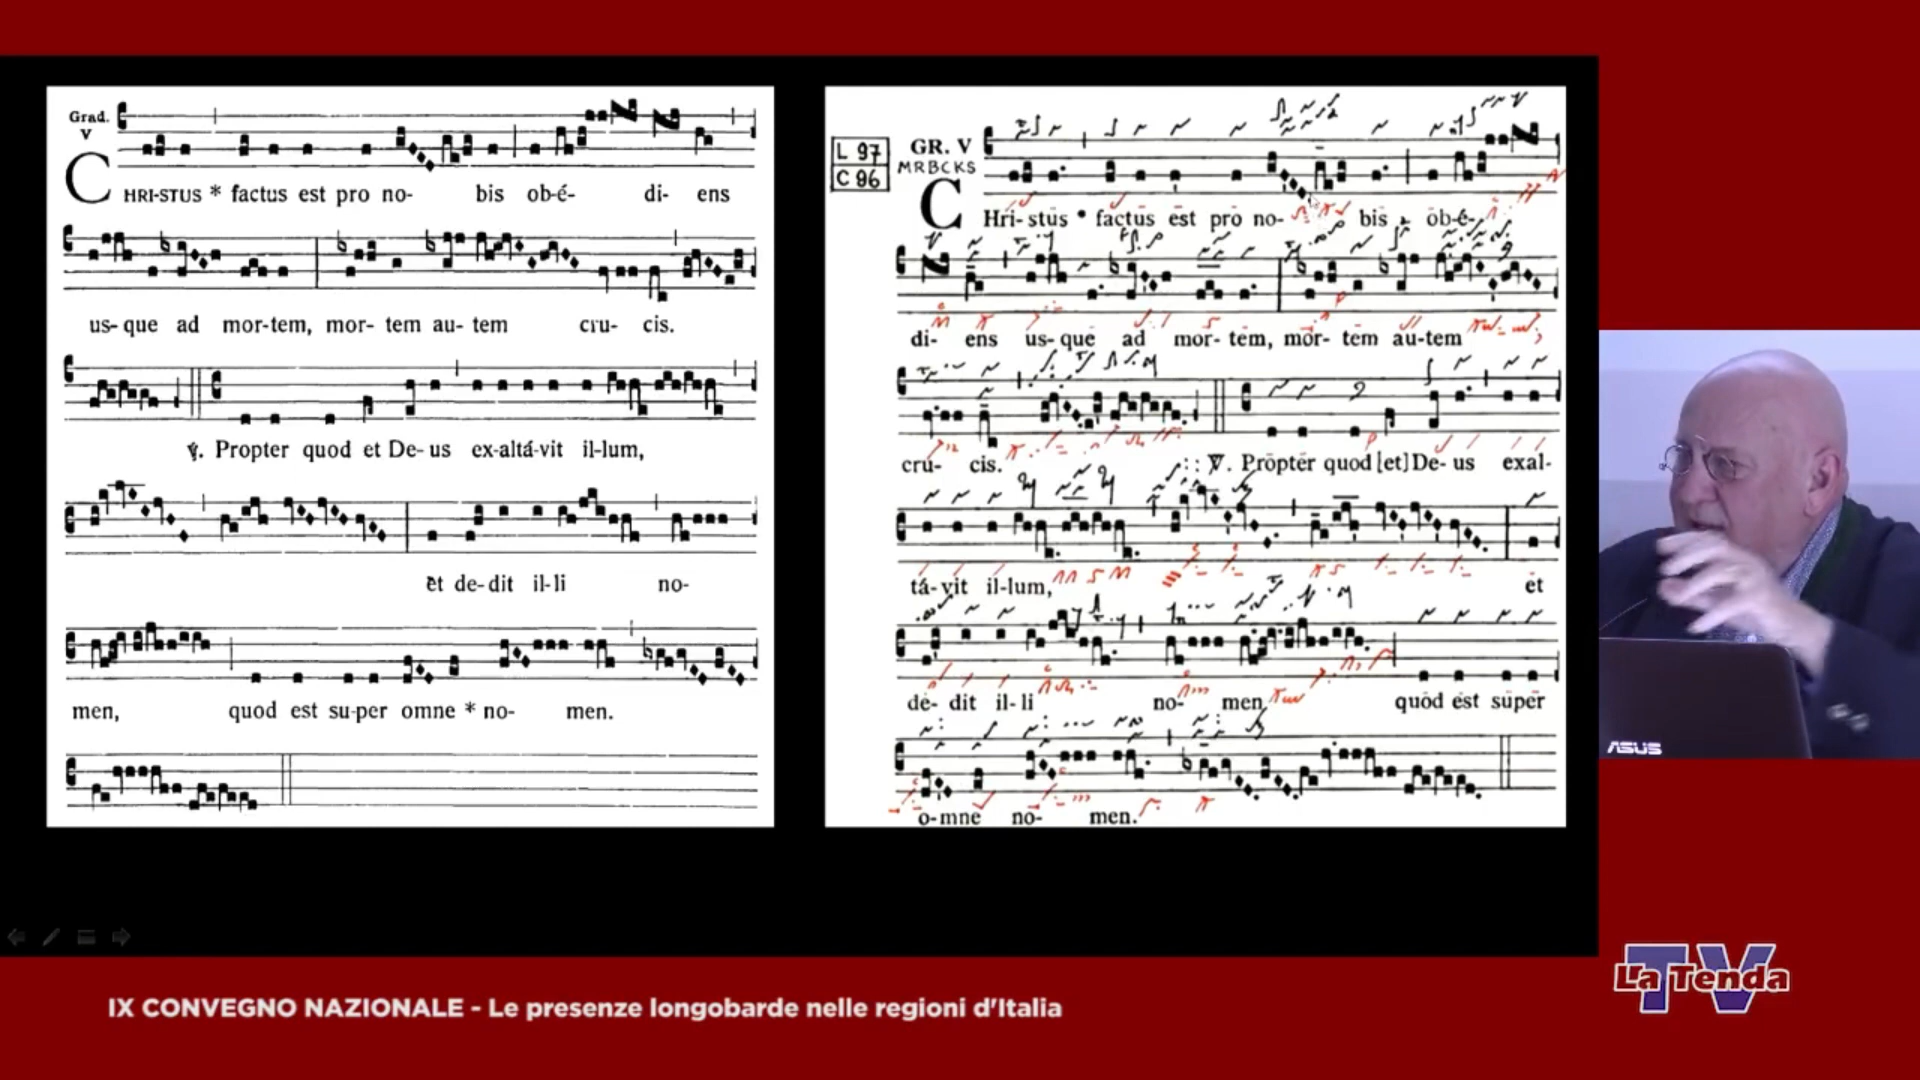 Grad.
V
CHRI-STUS * factus est pro no- bis ob-é- di- ens
us-que ad mor-tem, mor- tem au- tem cru- cis.
℣. Propter quod et De- us ex-altá-vit il-lum,
et de-dit il-li no-
men, quod est su-per omne * no- men.
L 97
C 96
GR. V
MRBCKS
CHri- stus * factus est pro no- bis ob-é-
di- ens us- que ad mor- tem, mor- tem au-tem
cru- cis. ℣. Propter quod [et] De- us exal-
tá- vit il-lum, et
de- dit il- li no- men quod est super
o-mne no- men.
ASUS
La Tenda
TV
IX CONVEGNO NAZIONALE - Le presenze longobarde nelle regioni d'Italia